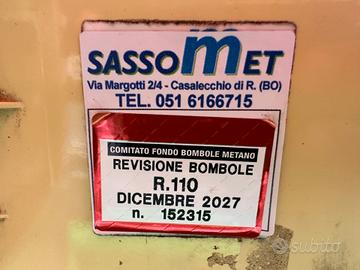 SASSOMET
Via Margotti 2/4 - Casalecchio di R. (BO)
TEL. 051 6166715
COMITATO FONDO BOMBOLE METANO
REVISIONE BOMBOLE
R.110
DICEMBRE 2027
n. 152315
subito